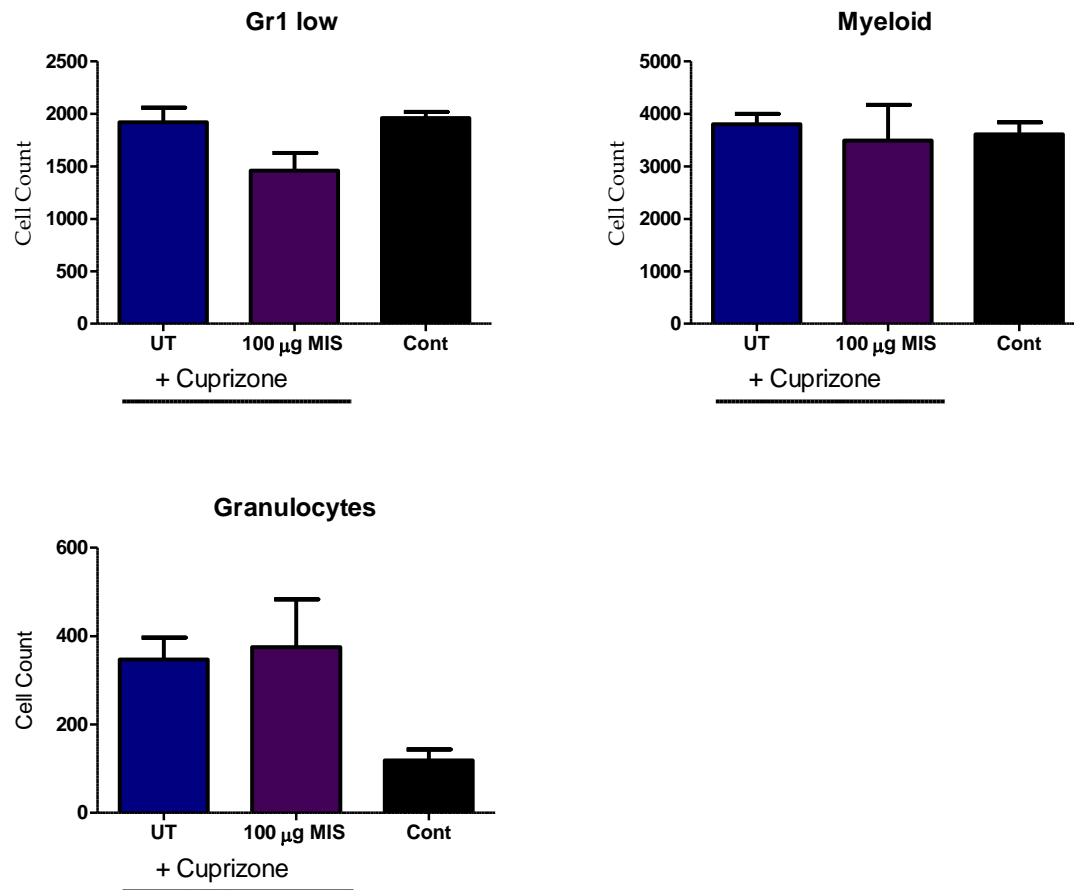 Gr1 low
2500
2000
1500
1000
500
0
Cell Count
UT 100 µg MIS Cont
+ Cuprizone
Myeloid
5000
4000
3000
2000
1000
0
Cell Count
UT 100 µg MIS Cont
+ Cuprizone
Granulocytes
600
400
200
0
Cell Count
UT 100 µg MIS Cont
+ Cuprizone